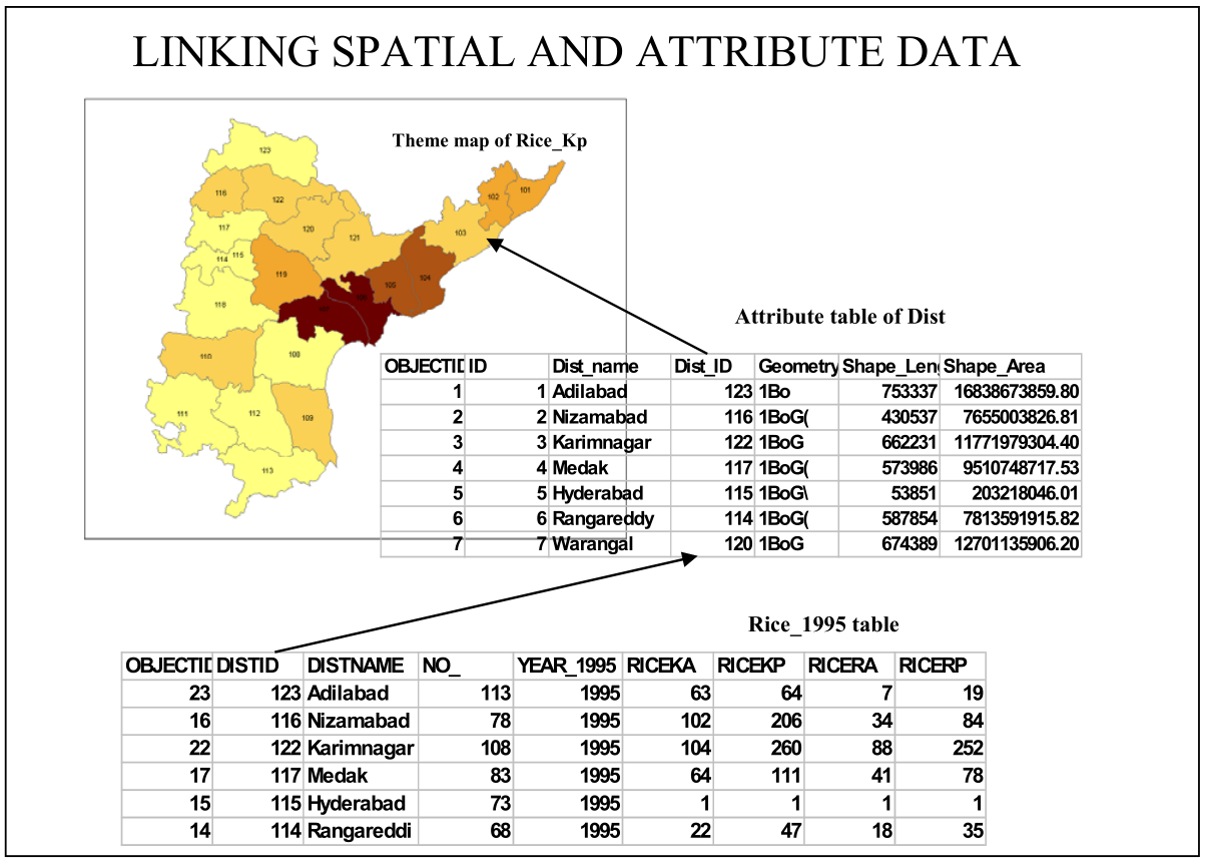 LINKING SPATIAL AND ATTRIBUTE DATA
Theme map of Rice_Kp
123
116
122
102
101
117
120
121
103
114
115
119
105
104
118
106
107
110
108
111
112
109
113
Attribute table of Dist
OBJECTID ID Dist_name Dist_ID Geometry Shape_Len Shape_Area
1 1 Adilabad 123 1Bo 753337 16838673859.80
2 2 Nizamabad 116 1BoG( 430537 7655003826.81
3 3 Karimnagar 122 1BoG 662231 11771979304.40
4 4 Medak 117 1BoG( 573986 9510748717.53
5 5 Hyderabad 115 1BoG\ 53851 203218046.01
6 6 Rangareddy 114 1BoG( 587854 7813591915.82
7 7 Warangal 120 1BoG 674389 12701135906.20
Rice_1995 table
OBJECTID DISTID DISTNAME NO_ YEAR_1995 RICEKA RICEKP RICERA RICERP
23 123 Adilabad 113 1995 63 64 7 19
16 116 Nizamabad 78 1995 102 206 34 84
22 122 Karimnagar 108 1995 104 260 88 252
17 117 Medak 83 1995 64 111 41 78
15 115 Hyderabad 73 1995 1 1 1 1
14 114 Rangareddi 68 1995 22 47 18 35